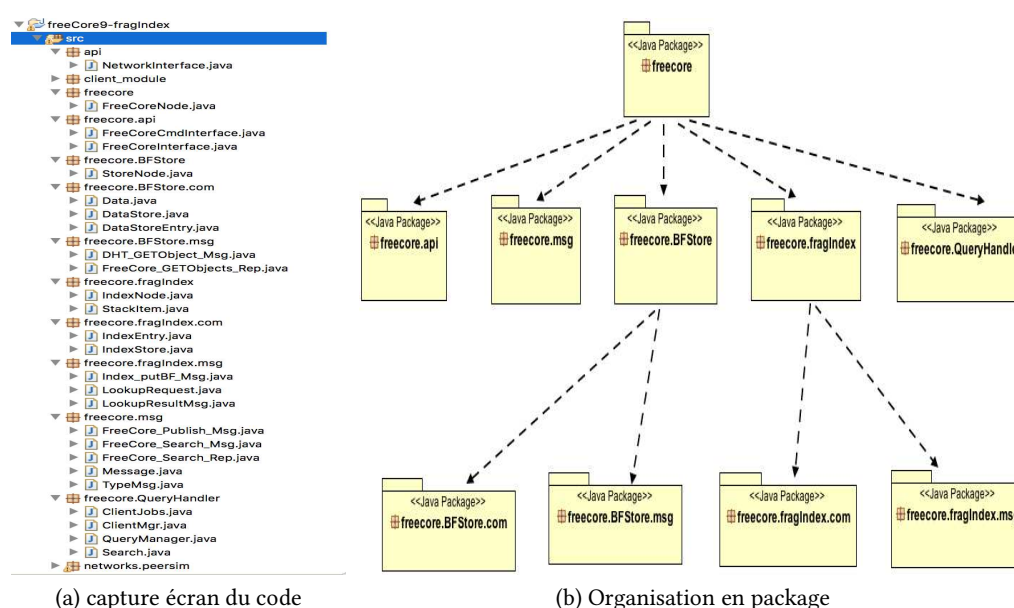 freeCore9-fragIndex
src
api
NetworkInterface.java
client_module
freecore
FreeCoreNode.java
freecore.api
FreeCoreCmdInterface.java
FreeCoreInterface.java
freecore.BFStore
StoreNode.java
freecore.BFStore.com
Data.java
DataStore.java
DataStoreEntry.java
freecore.BFStore.msg
DHT_GETObject_Msg.java
FreeCore_GETObjects_Rep.java
freecore.fragIndex
IndexNode.java
StackItem.java
freecore.fragIndex.com
IndexEntry.java
IndexStore.java
freecore.fragIndex.msg
Index_putBF_Msg.java
LookupRequest.java
LookupResultMsg.java
freecore.msg
FreeCore_Publish_Msg.java
FreeCore_Search_Msg.java
FreeCore_Search_Rep.java
Message.java
TypeMsg.java
freecore.QueryHandler
ClientJobs.java
ClientMgr.java
QueryManager.java
Search.java
networks.peersim
(a) capture écran du code
<<Java Package>>
freecore
<<Java Package>>
freecore.api
<<Java Package>>
freecore.msg
<<Java Package>>
freecore.BFStore
<<Java Package>>
freecore.fragIndex
<<Java Package>>
freecore.QueryHandle
<<Java Package>>
freecore.BFStore.com
<<Java Package>>
freecore.BFStore.msg
<<Java Package>>
freecore.fragIndex.com
<<Java Package>>
freecore.fragIndex.ms
(b) Organisation en package